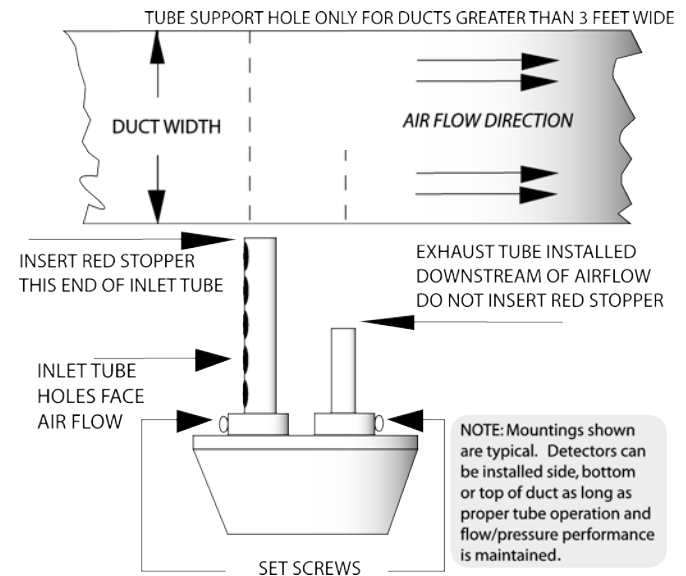 TUBE SUPPORT HOLE ONLY FOR DUCTS GREATER THAN 3 FEET WIDE
DUCT WIDTH
AIR FLOW DIRECTION
INSERT RED STOPPER
THIS END OF INLET TUBE
EXHAUST TUBE INSTALLED
DOWNSTREAM OF AIRFLOW
DO NOT INSERT RED STOPPER
INLET TUBE
HOLES FACE
AIR FLOW
NOTE: Mountings shown
are typical. Detectors can
be installed side, bottom
or top of duct as long as
proper tube operation and
flow/pressure performance
is maintained.
SET SCREWS